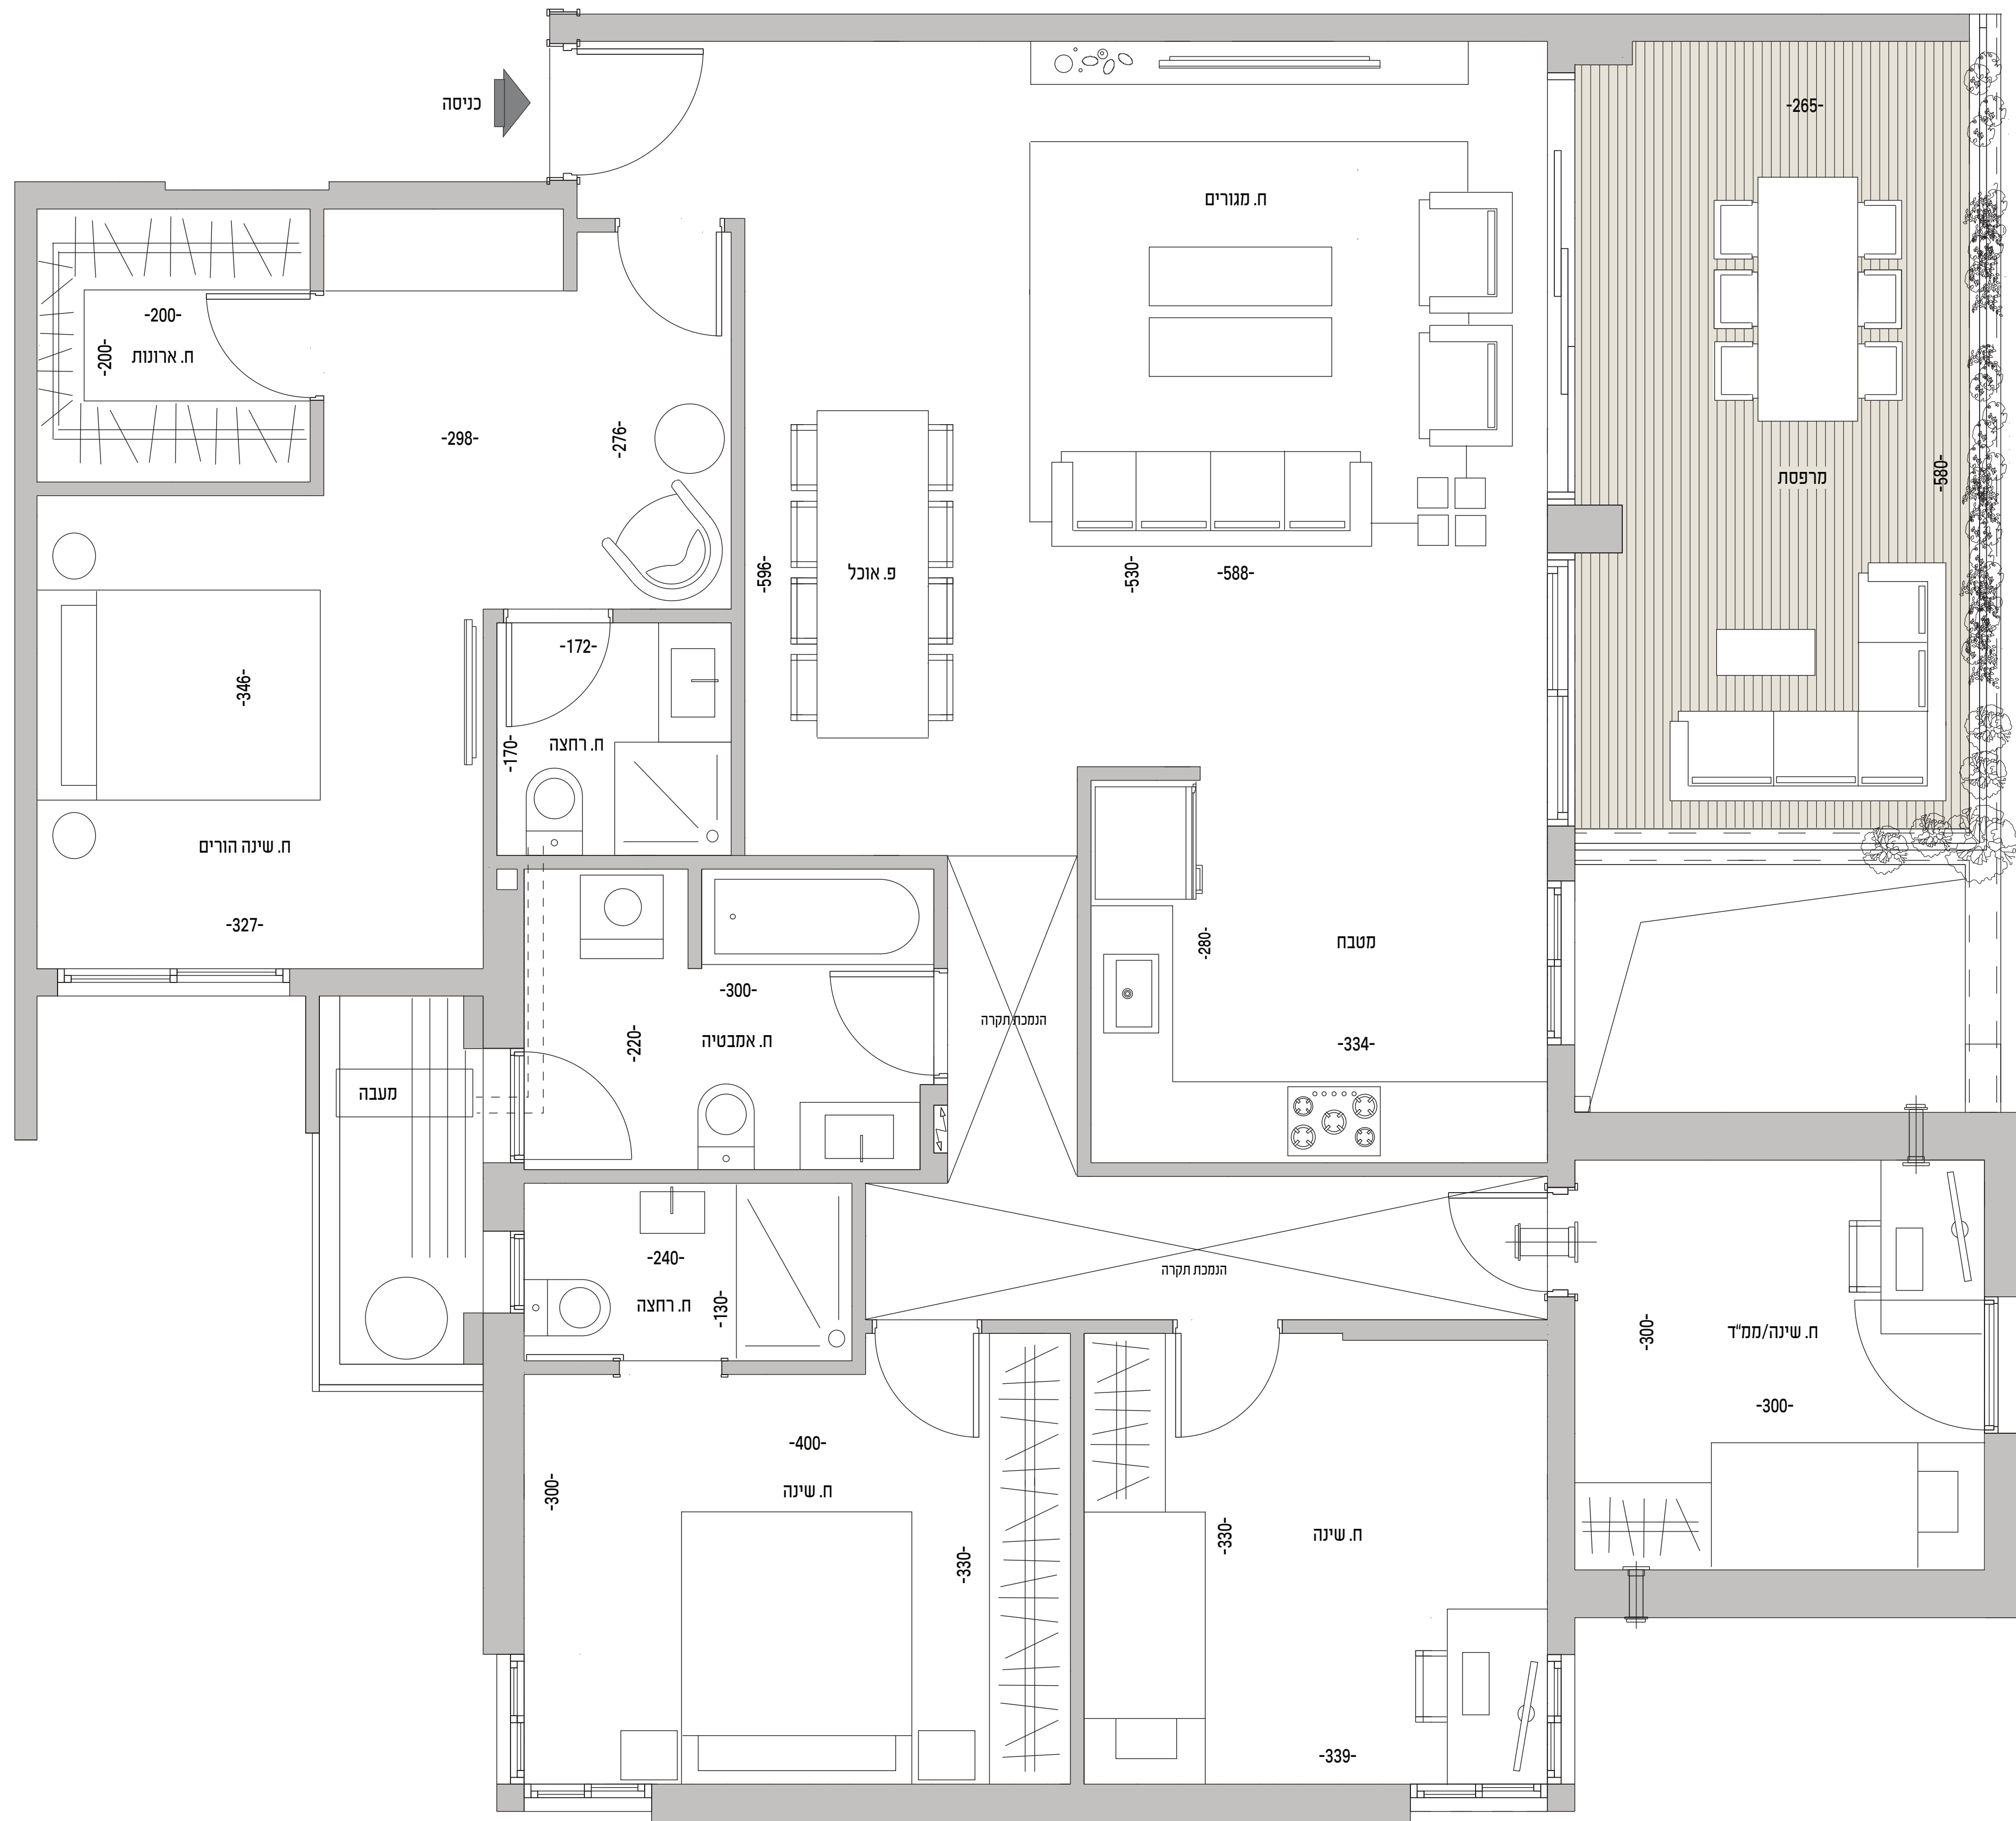 כניסה
-265-
ח. מגורים
-200-
-200-
ח. ארונות
-298-
-276-
מרפסת
-580-
-596-
פ. אוכל
-530-
-588-
-172-
-170-
ח. רחצה
-346-
ח. שינה הורים
-327-
-280-
מטבח
-300-
הנמכת תקרה
-220-
ח. אמבטיה
-334-
מעבה
-240-
הנמכת תקרה
ח. רחצה
-130-
-300-
ח. שינה/ממ"ד
-300-
-400-
-300-
ח. שינה
-330-
-330-
ח. שינה
-339-